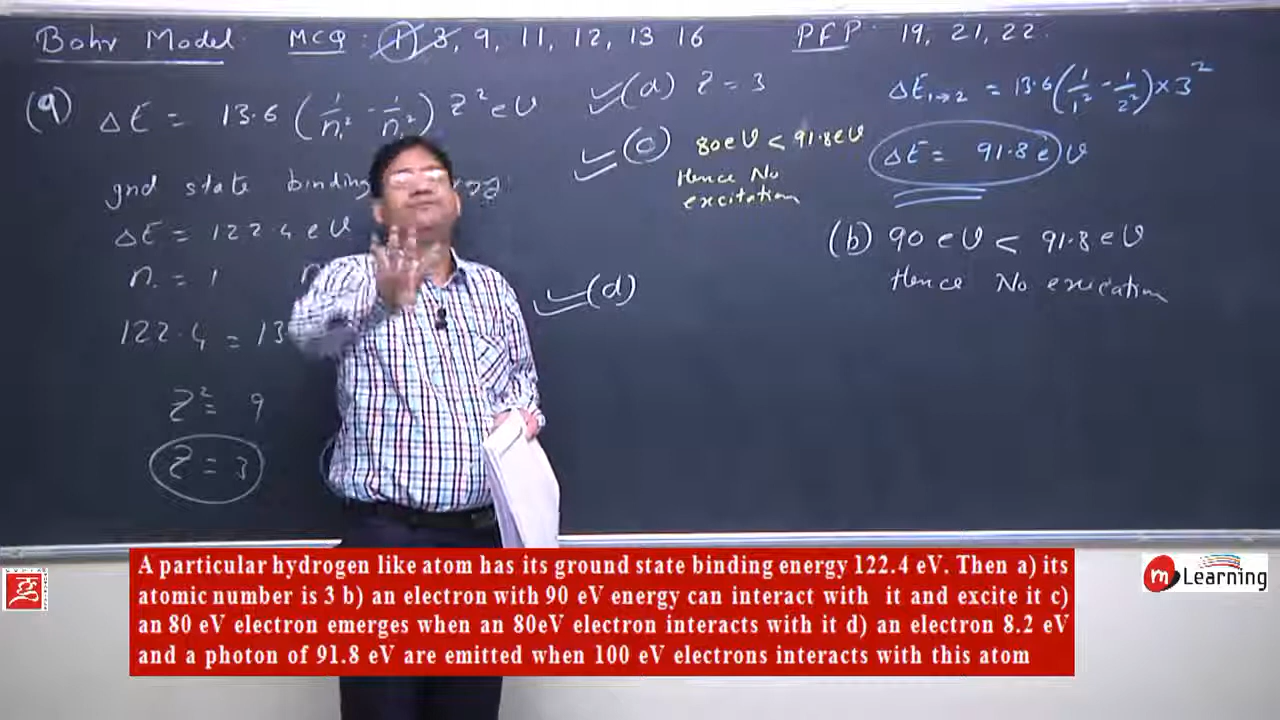 Bohr Model MCQ : 1) 3, 9, 11, 12, 13 16 PFP. 19, 21, 22.
(9) ΔE = 13.6 (1/n₁² - 1/n₁²) Z² eV
gnd state binding
ΔE = 122.4 eV
n₁ = 1
122.4 = 13
Z² = 9
Z = 3
(a) Z = 3
(c) 80 eV < 91.8 eV
Hence No
excitation
(d)
ΔE₁→₂ = 13.6 (1/1² - 1/2²) × 3²
ΔE = 91.8 eV
(b) 90 eV < 91.8 eV
Hence No excitation
A particular hydrogen like atom has its ground state binding energy 122.4 eV. Then a) its
atomic number is 3 b) an electron with 90 eV energy can interact with it and excite it c)
an 80 eV electron emerges when an 80eV electron interacts with it d) an electron 8.2 eV
and a photon of 91.8 eV are emitted when 100 eV electrons interacts with this atom
m Learning